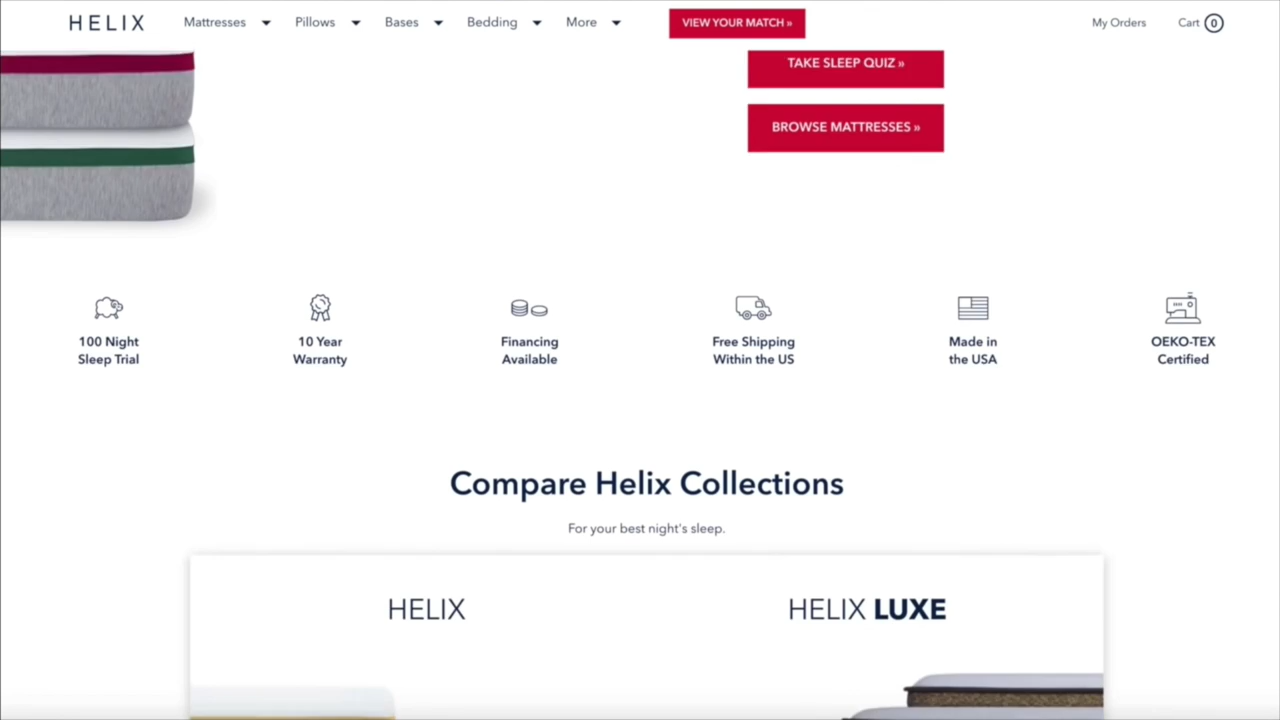 HELIX
Mattresses
Pillows
Bases
Bedding
More
VIEW YOUR MATCH »
My Orders
Cart 0
TAKE SLEEP QUIZ »
BROWSE MATTRESSES »
100 Night
Sleep Trial
10 Year
Warranty
Financing
Available
Free Shipping
Within the US
Made in
the USA
OEKO-TEX
Certified
Compare Helix Collections
For your best night's sleep.
HELIX
HELIX LUXE